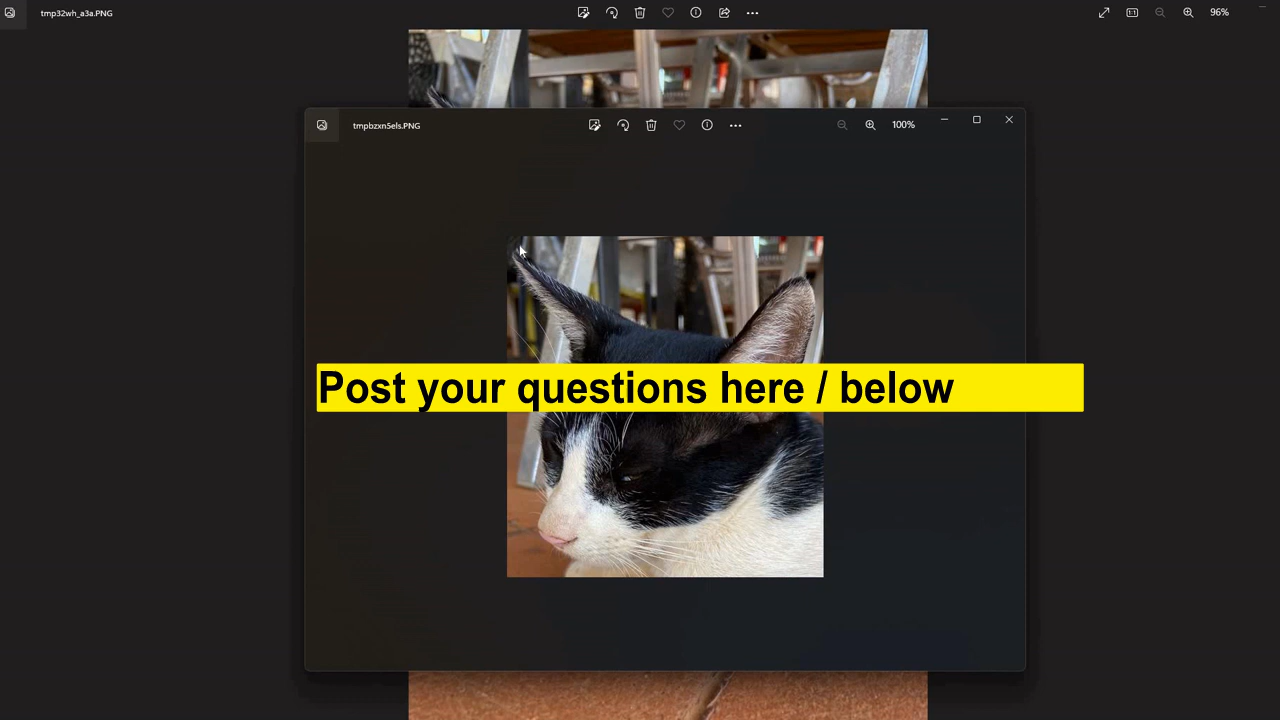 tmp32wh_a3a.PNG
96%
tmpbzxn5els.PNG
100%
Post your questions here / below